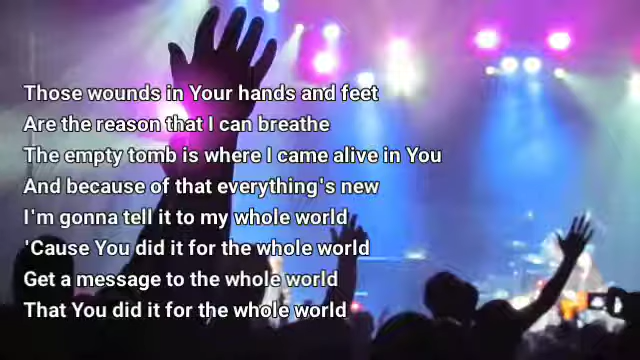 Those wounds in Your hands and feet
Are the reason that I can breathe
The empty tomb is where I came alive in You
And because of that everything's new
I'm gonna tell it to my whole world
'Cause You did it for the whole world
Get a message to the whole world
That You did it for the whole world